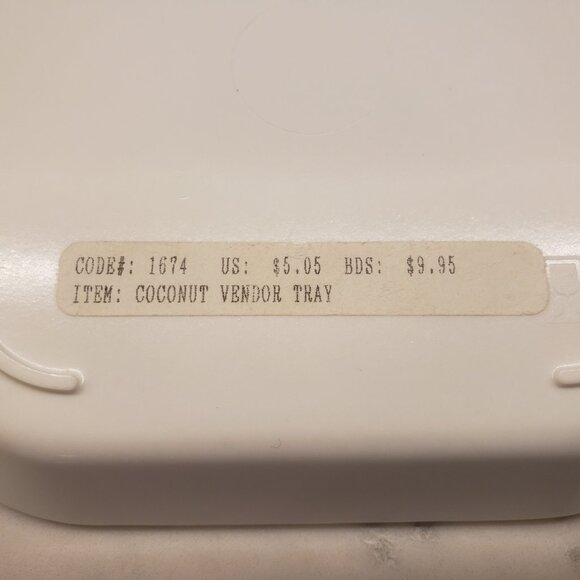 CODE#: 1674 US: $5.05 BDS: $9.95
ITEM: COCONUT VENDOR TRAY